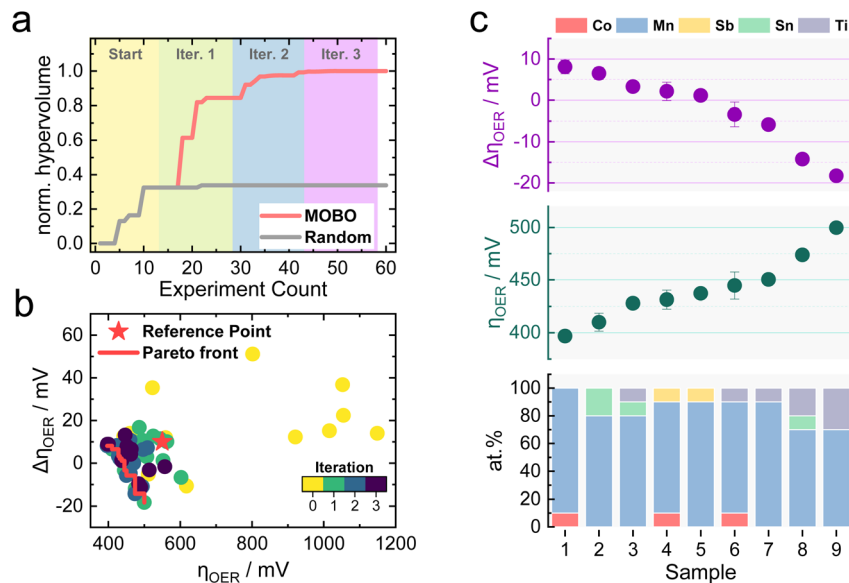 a
Start Iter. 1 Iter. 2 Iter. 3
norm. hypervolume
1.0
0.8
0.6
0.4
0.2
0.0
MOBO
Random
0 10 20 30 40 50 60
Experiment Count
b
Reference Point
Pareto front
ΔηOER / mV
60
40
20
0
-20
Iteration
0 1 2 3
400 600 800 1000 1200
ηOER / mV
c
Co Mn Sb Sn Ti
ΔηOER / mV
10
0
-10
-20
ηOER / mV
500
450
400
at.%
100
80
60
40
20
0
1 2 3 4 5 6 7 8 9
Sample